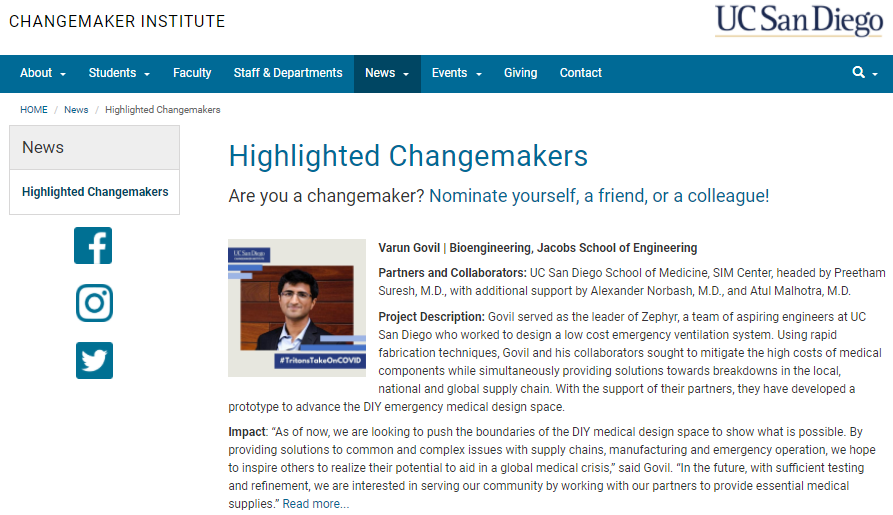 CHANGEMAKER INSTITUTE
UC San Diego
About
Students
Faculty
Staff & Departments
News
Events
Giving
Contact
HOME / News / Highlighted Changemakers
News
Highlighted Changemakers
Highlighted Changemakers
Are you a changemaker? Nominate yourself, a friend, or a colleague!
UC San Diego
#TritonsTakeOnCOVID
Varun Govil | Bioengineering, Jacobs School of Engineering
Partners and Collaborators: UC San Diego School of Medicine, SIM Center, headed by Preetham
Suresh, M.D., with additional support by Alexander Norbash, M.D., and Atul Malhotra, M.D.
Project Description: Govil served as the leader of Zephyr, a team of aspiring engineers at UC
San Diego who worked to design a low cost emergency ventilation system. Using rapid
fabrication techniques, Govil and his collaborators sought to mitigate the high costs of medical
components while simultaneously providing solutions towards breakdowns in the local,
national and global supply chain. With the support of their partners, they have developed a
prototype to advance the DIY emergency medical design space.
Impact: “As of now, we are looking to push the boundaries of the DIY medical design space to show what is possible. By
providing solutions to common and complex issues with supply chains, manufacturing and emergency operation, we hope
to inspire others to realize their potential to aid in a global medical crisis,” said Govil. “In the future, with sufficient testing
and refinement, we are interested in serving our community by working with our partners to provide essential medical
supplies.” Read more...